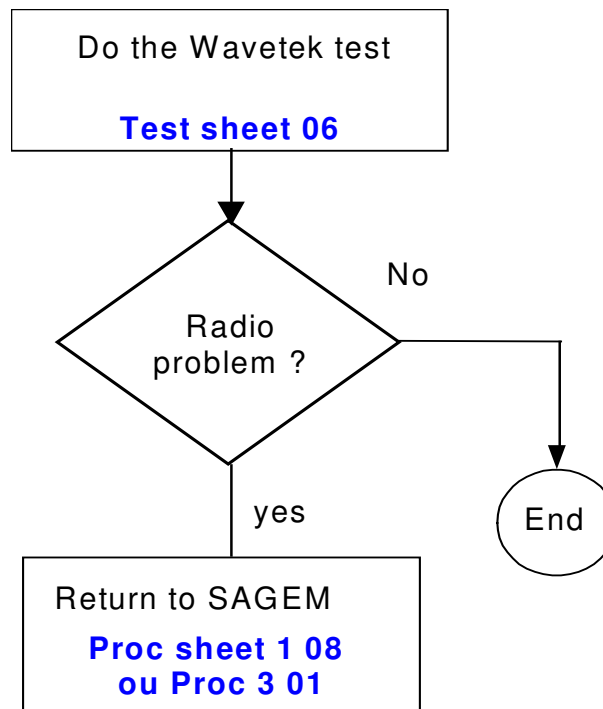 Do the Wavetek test
Test sheet 06
No
Radio
problem ?
yes
End
Return to SAGEM
Proc sheet 1 08
ou Proc 3 01